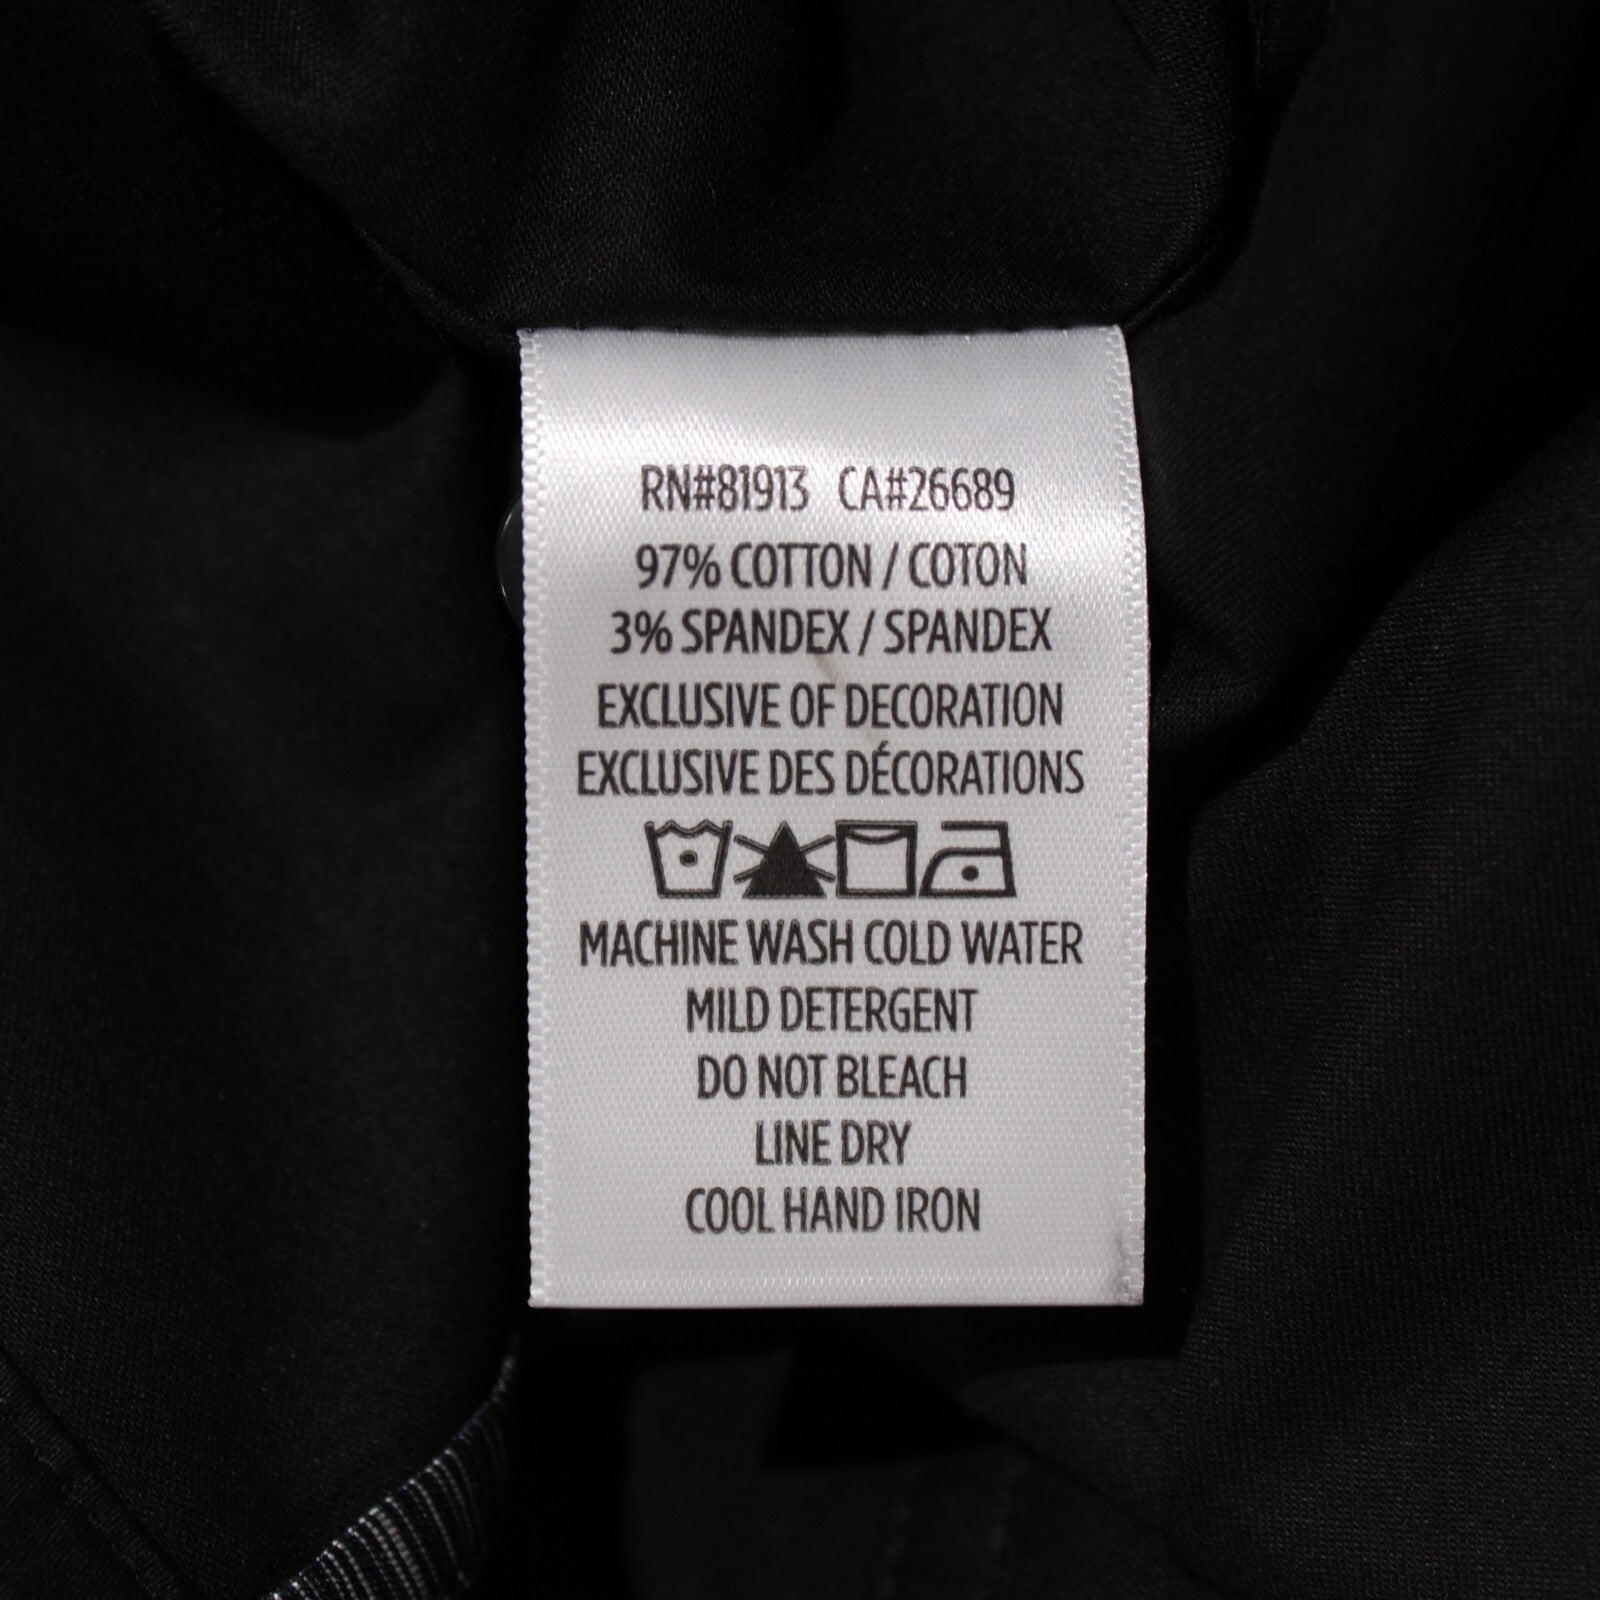 RN#81913 CA#26689
97% COTTON / COTON
3% SPANDEX / SPANDEX
EXCLUSIVE OF DECORATION
EXCLUSIVE DES DÉCORATIONS
MACHINE WASH COLD WATER
MILD DETERGENT
DO NOT BLEACH
LINE DRY
COOL HAND IRON